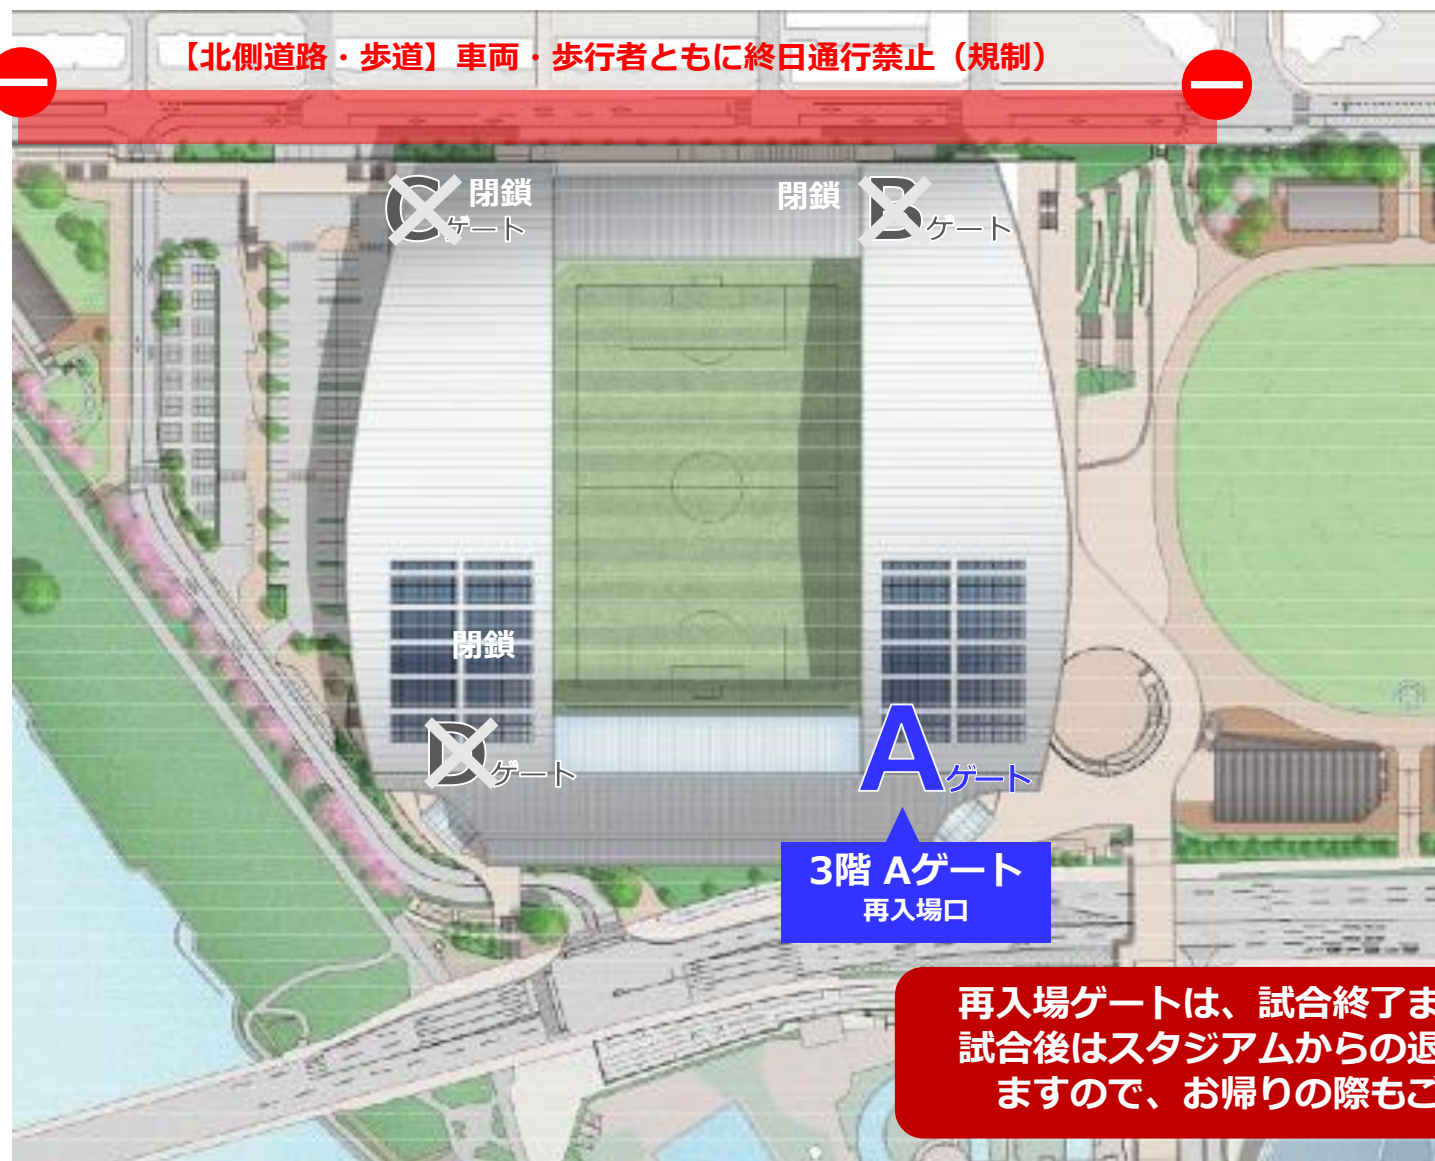 【北側道路・歩道】車両・歩行者ともに終日通行禁止（規制）
C ゲート 閉鎖
閉鎖 B ゲート
閉鎖
D ゲート
A ゲート
3階 Aゲート
再入場口
再入場ゲートは、試合終了ま
試合後はスタジアムからの退
ますので、お帰りの際もご